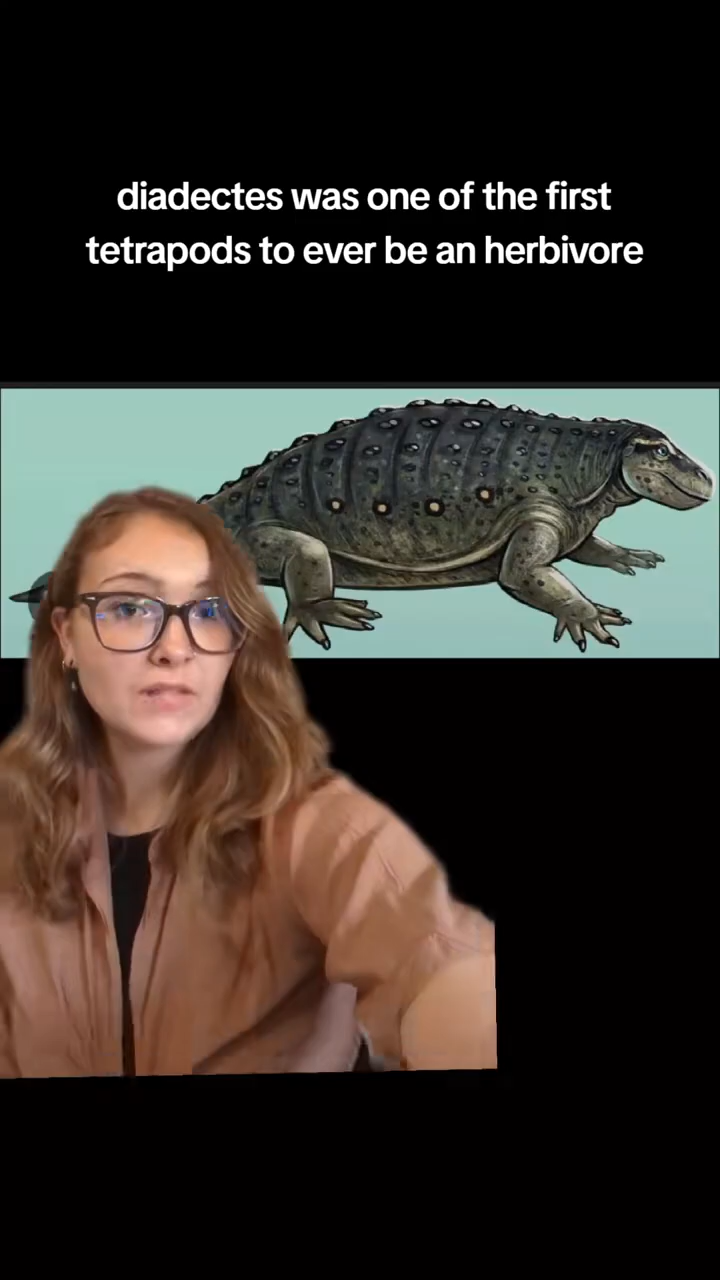 diadectes was one of the first
tetrapods to ever be an herbivore